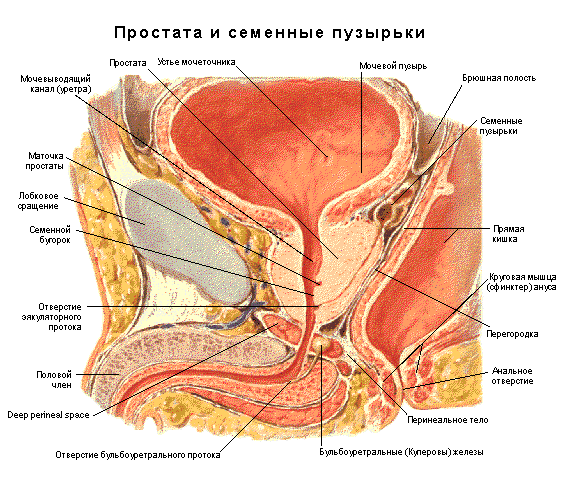 Простата и семенные пузырьки
Простата
Устье мочеточника
Мочевой пузырь
Мочевыводящий
канал (уретра)
Брюшная полость
Семенные
пузырьки
Маточка
простаты
Лобковое
сращение
Семенной
бугорок
Прямая
кишка
Круговая мышца
(сфинктер) ануса
Отверстие
эякуляторного
протока
Перегородка
Половой
член
Анальное
отверстие
Deep perineal space
Перинеальное тело
Отверстие бульбоуретрального протока
Бульбоуретральные (Куперовы) железы